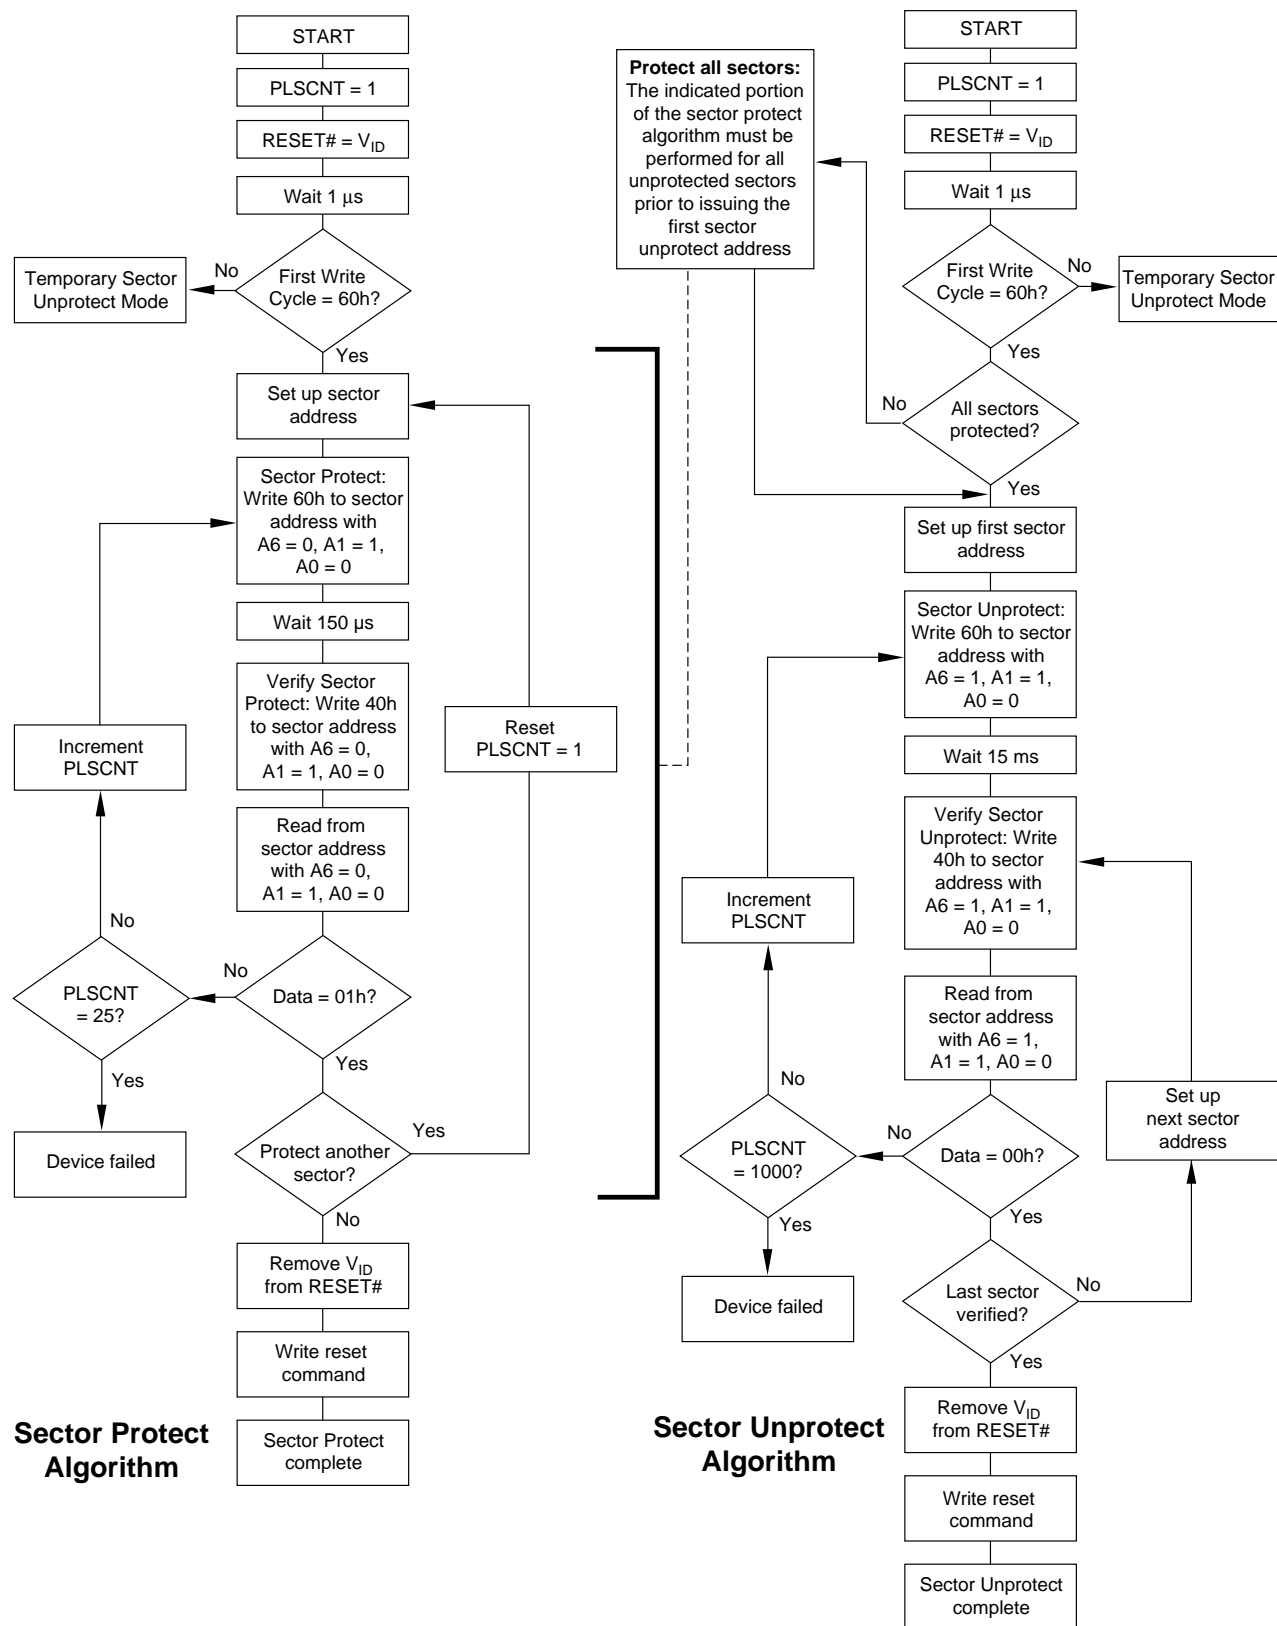 START
PLSCNT = 1
RESET# = VID
Wait 1 μs
First Write
Cycle = 60h?
No
Temporary Sector
Unprotect Mode
Yes
Set up sector
address
Sector Protect:
Write 60h to sector
address with
A6 = 0, A1 = 1,
A0 = 0
Wait 150 µs
Verify Sector
Protect: Write 40h
to sector address
with A6 = 0,
A1 = 1, A0 = 0
Increment
PLSCNT
Reset
PLSCNT = 1
Read from
sector address
with A6 = 0,
A1 = 1, A0 = 0
No
PLSCNT
= 25?
No
Data = 01h?
Yes
Yes
Device failed
Protect another
sector?
Yes
No
Remove VID
from RESET#
Write reset
command
Sector Protect
complete
Sector Protect
Algorithm
Protect all sectors:
The indicated portion
of the sector protect
algorithm must be
performed for all
unprotected sectors
prior to issuing the
first sector
unprotect address
START
PLSCNT = 1
RESET# = VID
Wait 1 μs
First Write
Cycle = 60h?
No
Temporary Sector
Unprotect Mode
Yes
No
All sectors
protected?
Yes
Set up first sector
address
Sector Unprotect:
Write 60h to sector
address with
A6 = 1, A1 = 1,
A0 = 0
Wait 15 ms
Verify Sector
Unprotect: Write
40h to sector
address with
A6 = 1, A1 = 1,
A0 = 0
Increment
PLSCNT
Read from
sector address
with A6 = 1,
A1 = 1, A0 = 0
No
Set up
next sector
address
PLSCNT
= 1000?
No
Data = 00h?
Yes
Yes
Device failed
Last sector
verified?
No
Yes
Remove VID
from RESET#
Write reset
command
Sector Unprotect
complete
Sector Unprotect
Algorithm